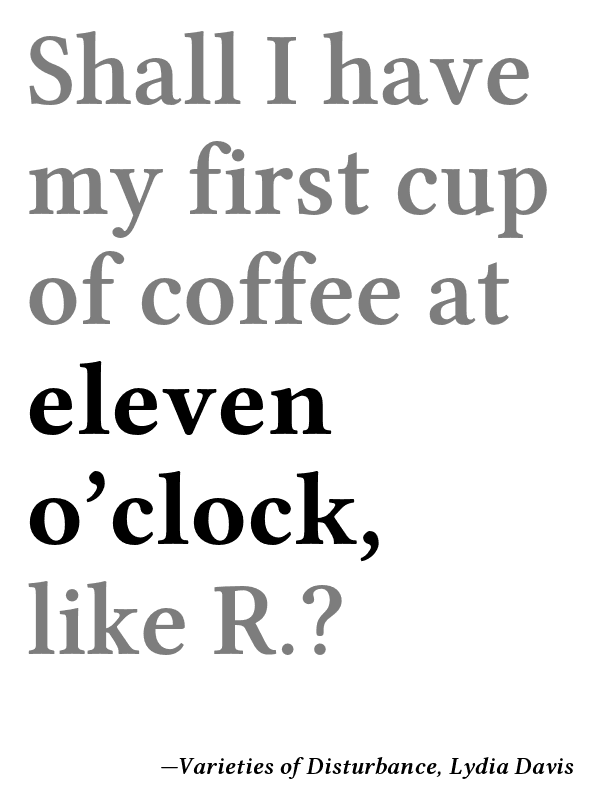 Shall I have
my first cup
of coffee at
eleven
o’clock,
like R.?
—Varieties of Disturbance, Lydia Davis